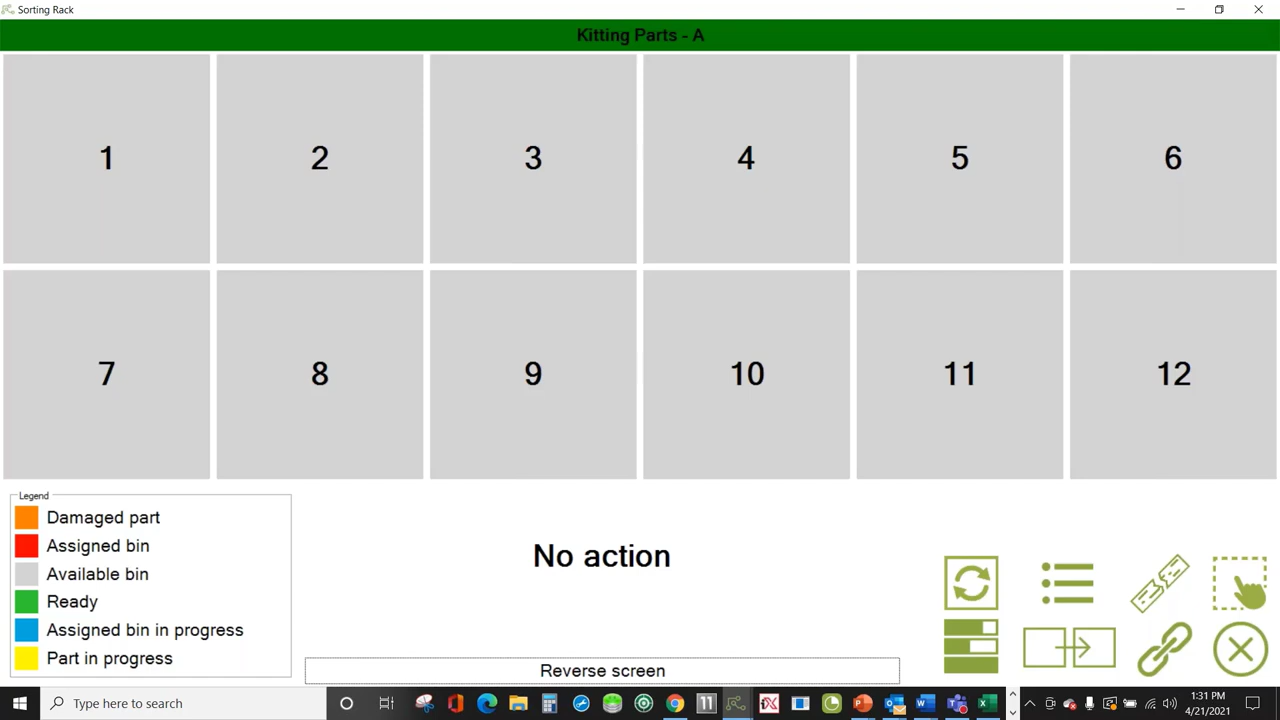 Sorting Rack
Kitting Parts - A
1 2 3 4 5 6
7 8 9 10 11 12
Legend
Damaged part
Assigned bin
Available bin
Ready
Assigned bin in progress
Part in progress
No action
Reverse screen
Type here to search
11
1:31 PM
4/21/2021